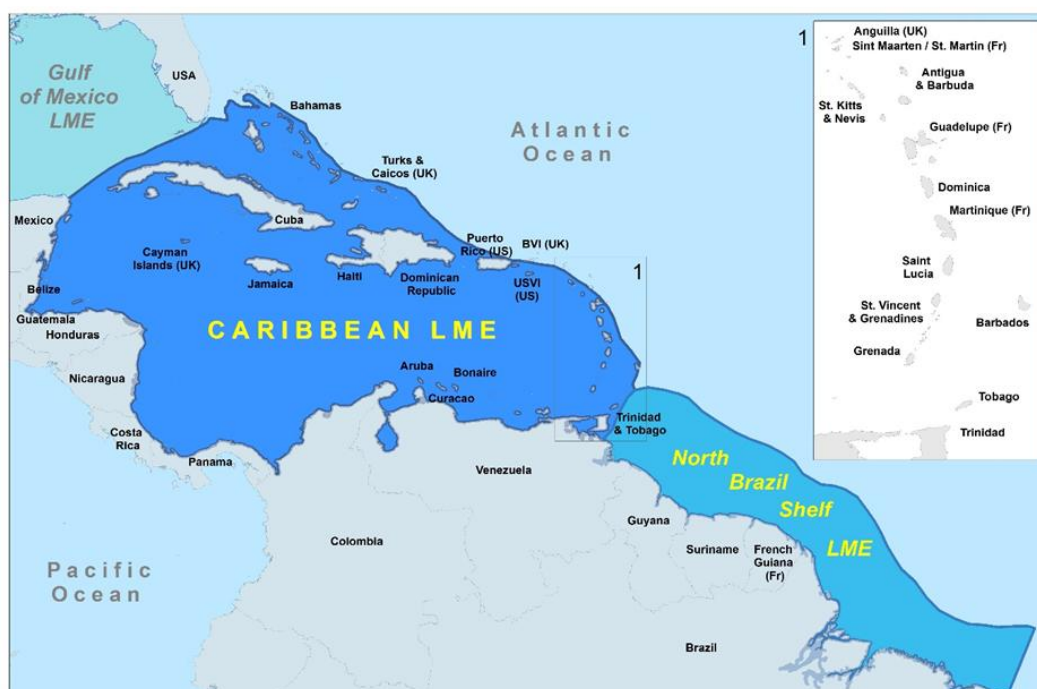 Gulf
of Mexico
LME
USA
Bahamas
Atlantic
Ocean
Turks &
Caicos (UK)
Mexico
Cuba
Cayman
Islands (UK)
Jamaica
Haiti
Dominican
Republic
Puerto
Rico (US)
BVI (UK)
USVI
(US)
1
Belize
Guatemala
Honduras
CARIBBEAN LME
Nicaragua
Aruba
Bonaire
Curacao
Costa
Rica
Panama
Trinidad
& Tobago
Venezuela
North
Brazil
Shelf
LME
Colombia
Guyana
Suriname
French
Guiana
(Fr)
Pacific
Ocean
Brazil
1
Anguilla (UK)
Sint Maarten / St. Martin (Fr)
Antigua
& Barbuda
St. Kitts
& Nevis
Guadelupe (Fr)
Dominica
Martinique (Fr)
Saint
Lucia
St. Vincent
& Grenadines
Barbados
Grenada
Tobago
Trinidad